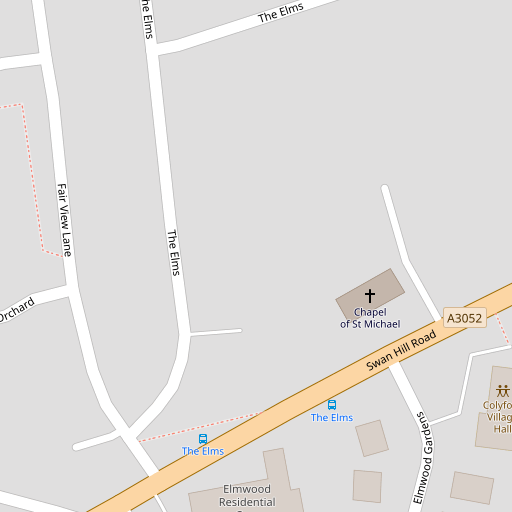 The Elms
The Elms
Fair View Lane
The Elms
Orchard
Chapel
of St Michael
A3052
Swan Hill Road
The Elms
The Elms
Elmwood Gardens
Colyfo
Villag
Hall
Elmwood
Residential